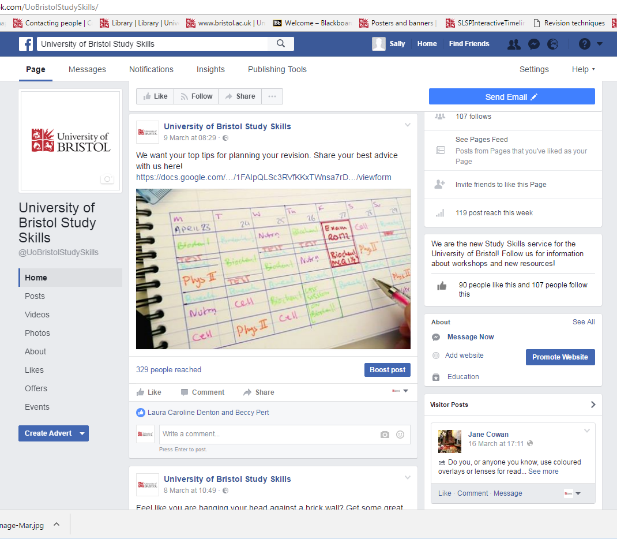 k.com/UoBristolStudySkills/
Contacting people | C
Library | Library | Univ
www.bristol.ac.uk | Un
Welcome – Blackboar
Posters and banners |
SLSPInteractiveTimelin
Revision techniques
University of Bristol Study Skills
Sally
Home
Find Friends
Page
Messages
Notifications
Insights
Publishing Tools
Settings
Help
University of
BRISTOL
University of
Bristol Study
Skills
@UoBristolStudySkills
Home
Posts
Videos
Photos
About
Likes
Offers
Events
Create Advert
Like
Follow
Share
University of Bristol Study Skills
9 March at 08:29 ·
We want your top tips for planning your revision. Share your best advice
with us here!
https://docs.google.com/…/1FAIpQLSc3RVfKKxTWnsa7rD…/viewform
M
T
W
F
S
APRIL 23
24
26
27
Exam
Cell
TEST
Nutrn
Phys II
Biochem
TEST
Nutrn
Cell
Phys II
Cell
Phys II
Cell
329 people reached
Boost post
Like
Comment
Share
Laura Caroline Denton and Beccy Pert
Write a comment...
Press Enter to post.
University of Bristol Study Skills
8 March at 10:49 ·
Feel like you are banging your head against a brick wall? Get some great
Send Email
107 follows
See Pages Feed
Posts from Pages that you've liked as your
Page
Invite friends to like this Page
119 post reach this week
We are the new Study Skills service for the
University of Bristol! Follow us for information
about workshops and new resources!
90 people like this and 107 people follow
this
About
See All
Message Now
Add website
Promote Website
Education
Visitor Posts
Jane Cowan
16 March at 17:11
Do you, or anyone you know, use coloured
overlays or lenses for read... See more
Like · Comment · Message
nage-Mar.jpg